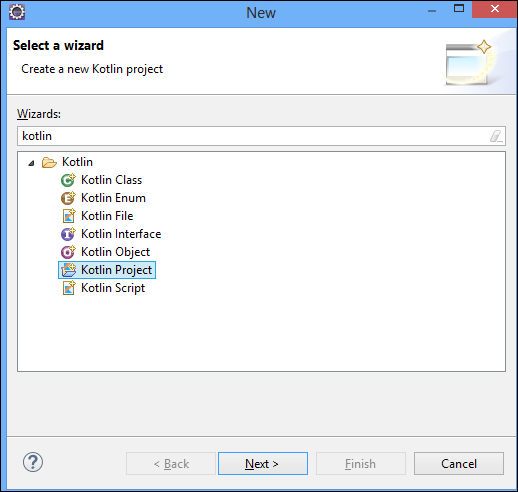 New
Select a wizard
Create a new Kotlin project
Wizards:
kotlin
Kotlin
Kotlin Class
Kotlin Enum
Kotlin File
Kotlin Interface
Kotlin Object
Kotlin Project
Kotlin Script
? < Back Next > Finish Cancel